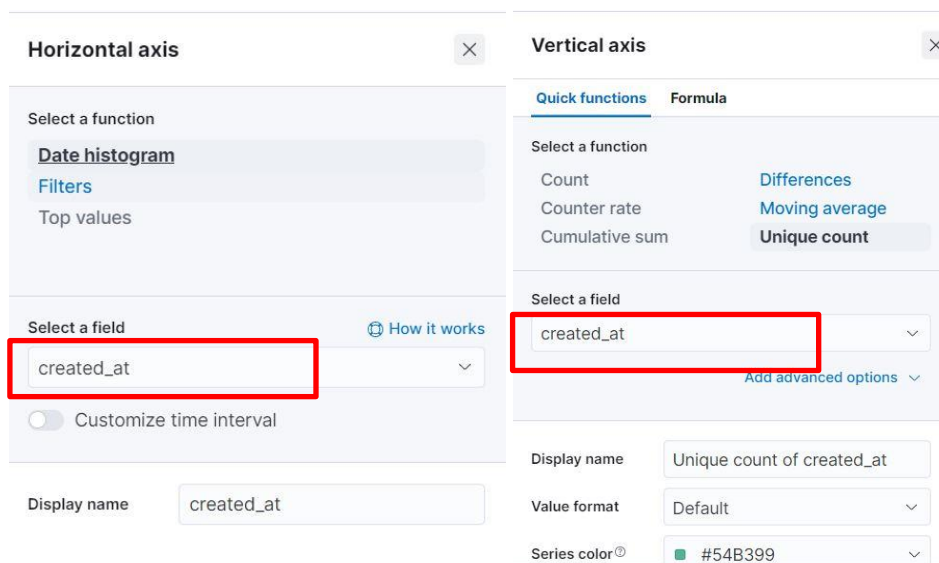 Horizontal axis
Select a function
Date histogram
Filters
Top values
Select a field
How it works
created_at
Customize time interval
Display name
created_at
Vertical axis
Quick functions Formula
Select a function
Count Differences
Counter rate Moving average
Cumulative sum Unique count
Select a field
created_at
Add advanced options
Display name Unique count of created_at
Value format Default
Series color #54B399